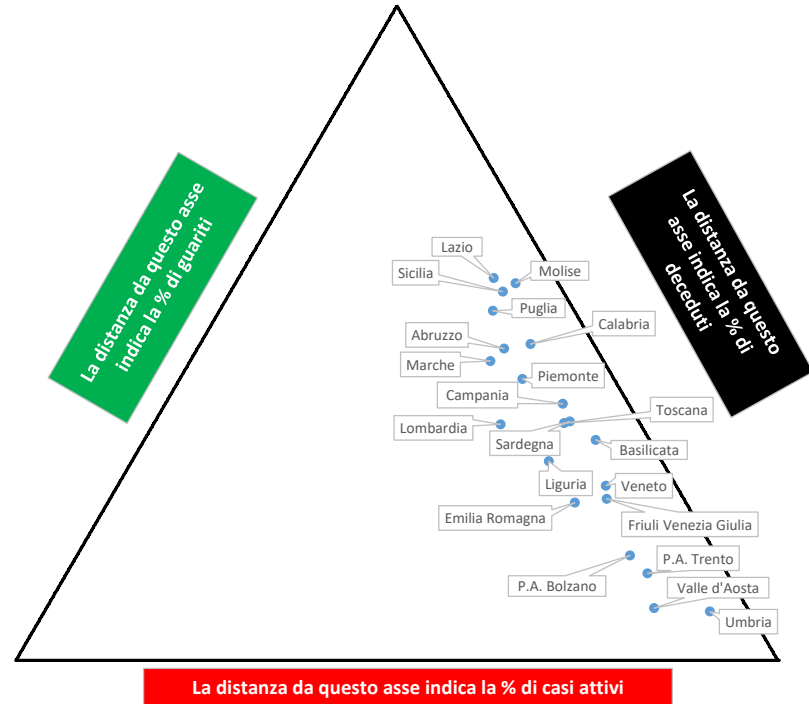 La distanza da questo asse
indica la % di guariti
La distanza da questo
asse indica la % di
deceduti
Lazio
Molise
Sicilia
Puglia
Calabria
Abruzzo
Marche
Piemonte
Campania
Toscana
Lombardia
Sardegna
Basilicata
Liguria
Veneto
Emilia Romagna
Friuli Venezia Giulia
P.A. Trento
P.A. Bolzano
Valle d'Aosta
Umbria
La distanza da questo asse indica la % di casi attivi